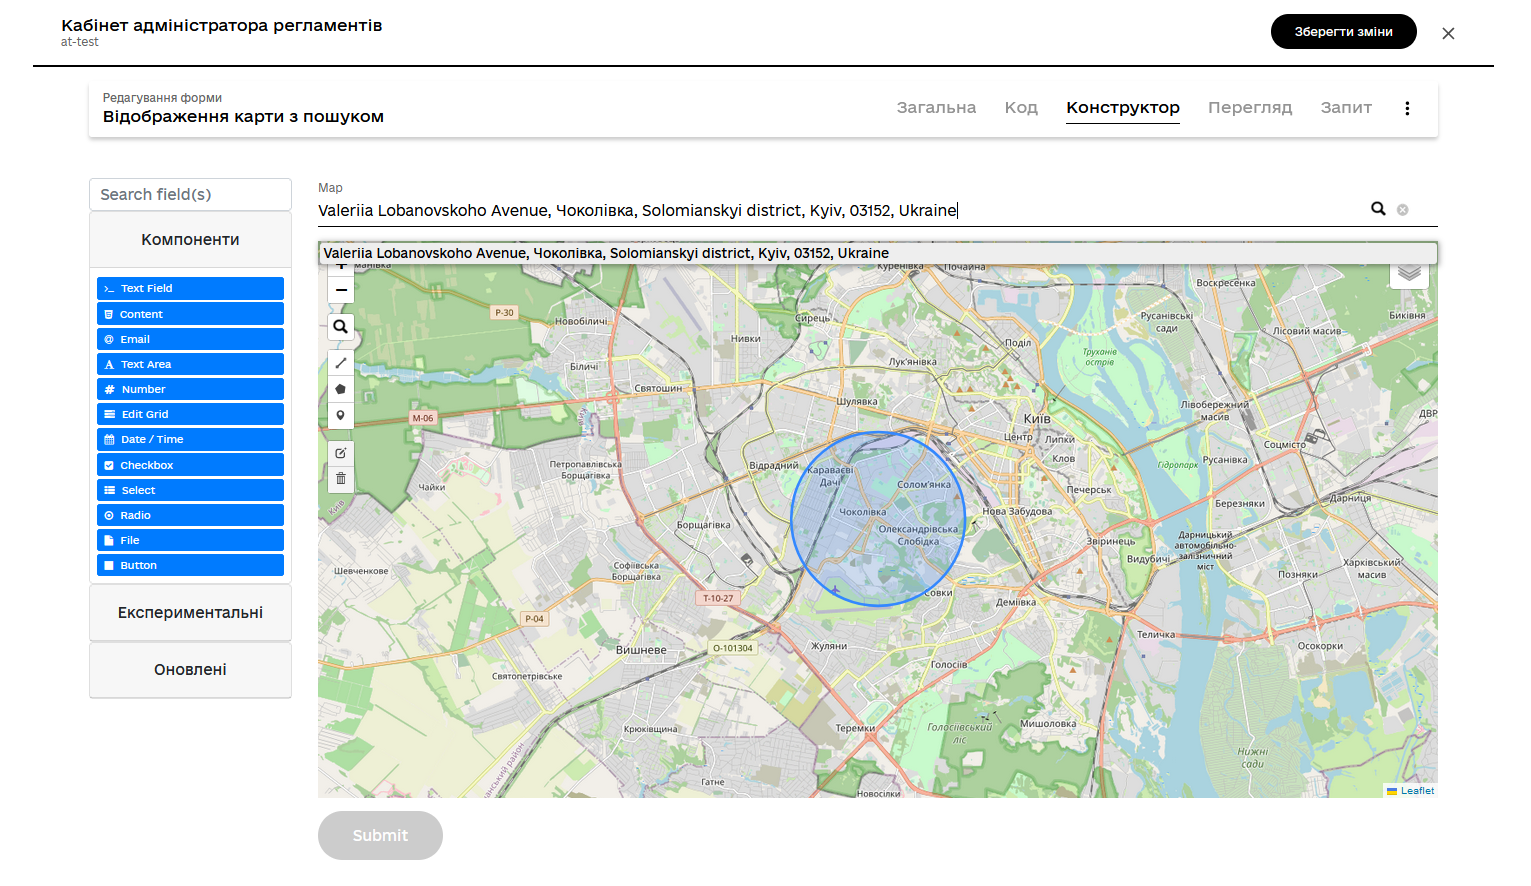 Кабінет адміністратора регламентів
at-test
Зберегти зміни
Редагування форми
Відображення карти з пошуком
Загальна
Код
Конструктор
Перегляд
Запит
Search field(s)
Компоненти
Text Field
Content
Email
Text Area
Number
Edit Grid
Date / Time
Checkbox
Select
Radio
File
Button
Експериментальні
Оновлені
Map
Valeriia Lobanovskoho Avenue, Чоколівка, Solomianskyi district, Kyiv, 03152, Ukraine
Valeriia Lobanovskoho Avenue, Чоколівка, Solomianskyi district, Kyiv, 03152, Ukraine
Куренівка
Почайна
Воскресенка
P-30
Новобіличі
Сирець
Русанівські
сади
Лісовий масив
Биківня
Нивки
Поділ
Труханів
острів
Лук'янівка
Біличі
Святошин
Шулявка
Лівобережний
масив
ДВР
М-06
Київ
Центр
Липки
Соцмісто
Клов
Гідропарк
Русанівка
Петропавлівська
Борщагівка
Відрадний
Караваєві
Дачі
Солом'янка
Чайки
Печерськ
Дарниця
Київ
Березняки
Чоколівка
Нова Забудова
Борщагівка
Олександрівська
Слобідка
Звіринець
Дарницький
автомобільно-
залізничний
міст
Видубичі
Шевченкове
Софіївська
Борщагівка
Харківський
масив
Позняки
Совки
Т-10-27
Деміївка
P-04
Теличка
Вишневе
О-101304
Жуляни
Осокорки
Голосіїв
Святопетрівське
Крюківщина
Теремки
Голосіївський
ліс
Мишоловка
Нижні
сади
Гатне
Новосілки
Leaflet
Submit